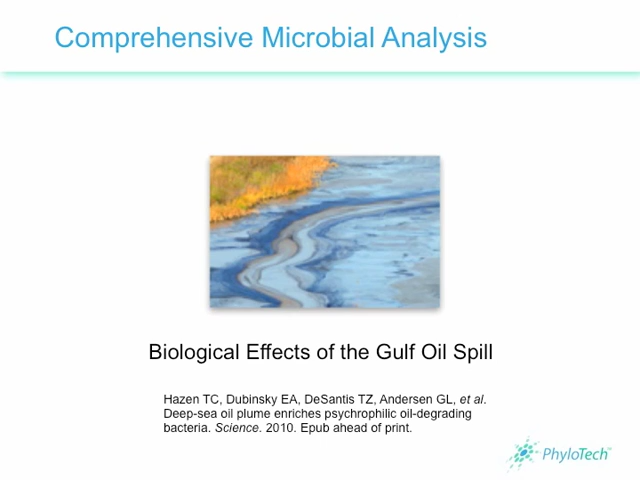 Comprehensive Microbial Analysis
Biological Effects of the Gulf Oil Spill
Hazen TC, Dubinsky EA, DeSantis TZ, Andersen GL, et al.
Deep-sea oil plume enriches psychrophilic oil-degrading
bacteria. Science. 2010. Epub ahead of print.
PhyloTech™